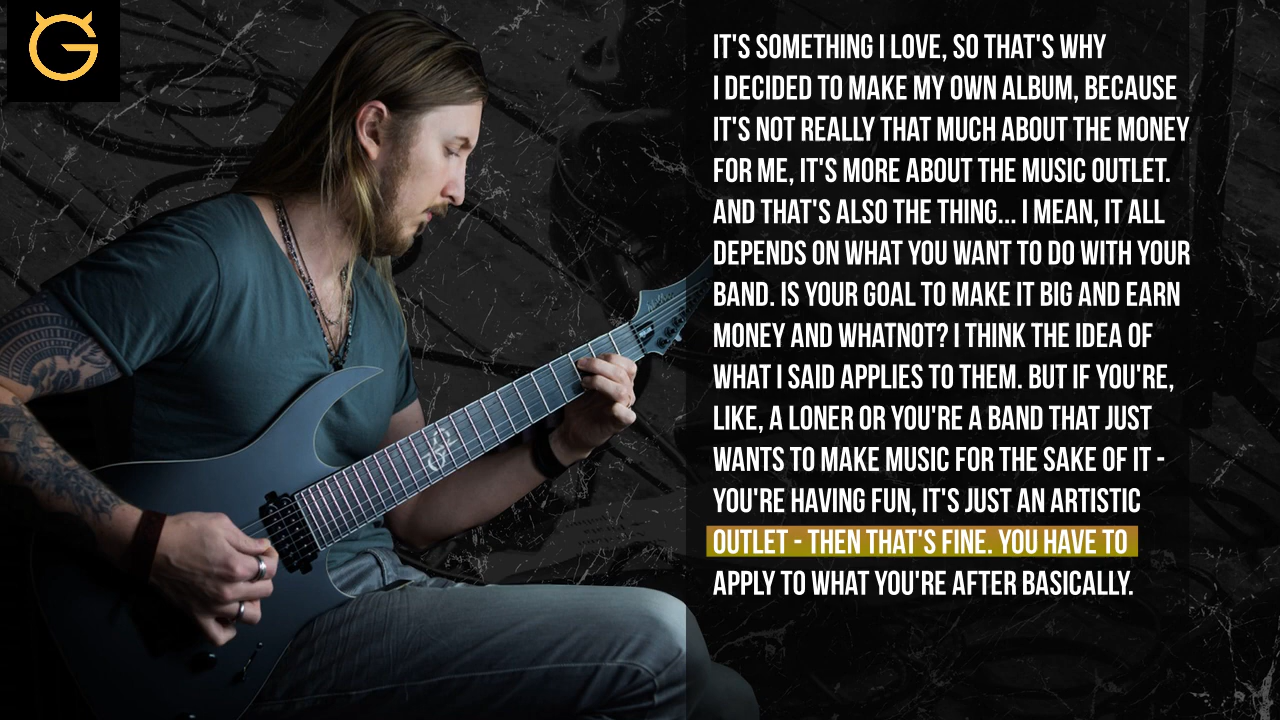 IT'S SOMETHING I LOVE, SO THAT'S WHY
I DECIDED TO MAKE MY OWN ALBUM, BECAUSE
IT'S NOT REALLY THAT MUCH ABOUT THE MONEY
FOR ME, IT'S MORE ABOUT THE MUSIC OUTLET.
AND THAT'S ALSO THE THING... I MEAN, IT ALL
DEPENDS ON WHAT YOU WANT TO DO WITH YOUR
BAND. IS YOUR GOAL TO MAKE IT BIG AND EARN
MONEY AND WHATNOT? I THINK THE IDEA OF
WHAT I SAID APPLIES TO THEM. BUT IF YOU'RE,
LIKE, A LONER OR YOU'RE A BAND THAT JUST
WANTS TO MAKE MUSIC FOR THE SAKE OF IT -
YOU'RE HAVING FUN, IT'S JUST AN ARTISTIC
OUTLET - THEN THAT'S FINE. YOU HAVE TO
APPLY TO WHAT YOU'RE AFTER BASICALLY.